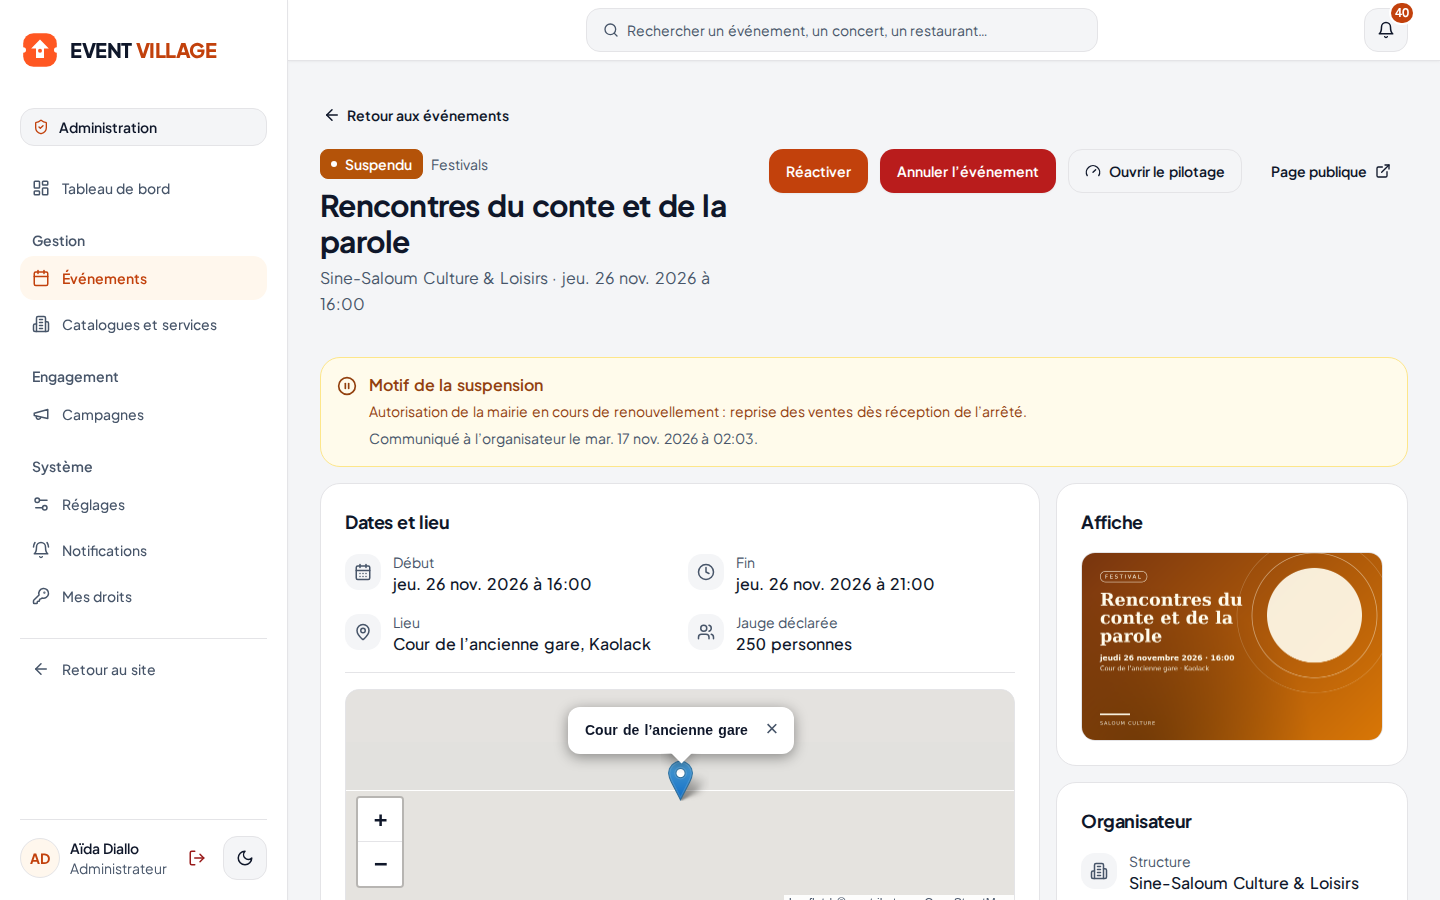 EVENT VILLAGE
Administration
Tableau de bord
Gestion
Événements
Catalogues et services
Engagement
Campagnes
Système
Réglages
Notifications
Mes droits
Retour au site
AD
Aïda Diallo
Administrateur
Rechercher un événement, un concert, un restaurant…
40
Retour aux événements
Suspendu
Festivals
Rencontres du conte et de la
parole
Sine-Saloum Culture & Loisirs · jeu. 26 nov. 2026 à
16:00
Réactiver
Annuler l’événement
Ouvrir le pilotage
Page publique
Motif de la suspension
Autorisation de la mairie en cours de renouvellement : reprise des ventes dès réception de l’arrêté.
Communiqué à l’organisateur le mar. 17 nov. 2026 à 02:03.
Dates et lieu
Début
jeu. 26 nov. 2026 à 16:00
Fin
jeu. 26 nov. 2026 à 21:00
Lieu
Cour de l’ancienne gare, Kaolack
Jauge déclarée
250 personnes
Cour de l’ancienne gare
+
−
Affiche
FESTIVAL
Rencontres du
conte et de la
parole
jeudi 26 novembre 2026 · 16:00
Cour de l’ancienne gare · Kaolack
SALOUM CULTURE
Organisateur
Structure
Sine-Saloum Culture & Loisirs